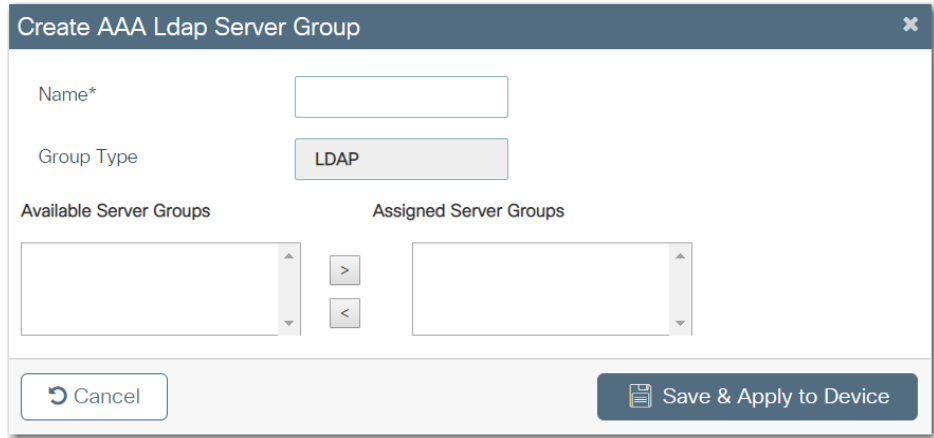 Create AAA Ldap Server Group ✖
Name*
Group Type LDAP
Available Server Groups Assigned Server Groups
>
<
Cancel Save & Apply to Device